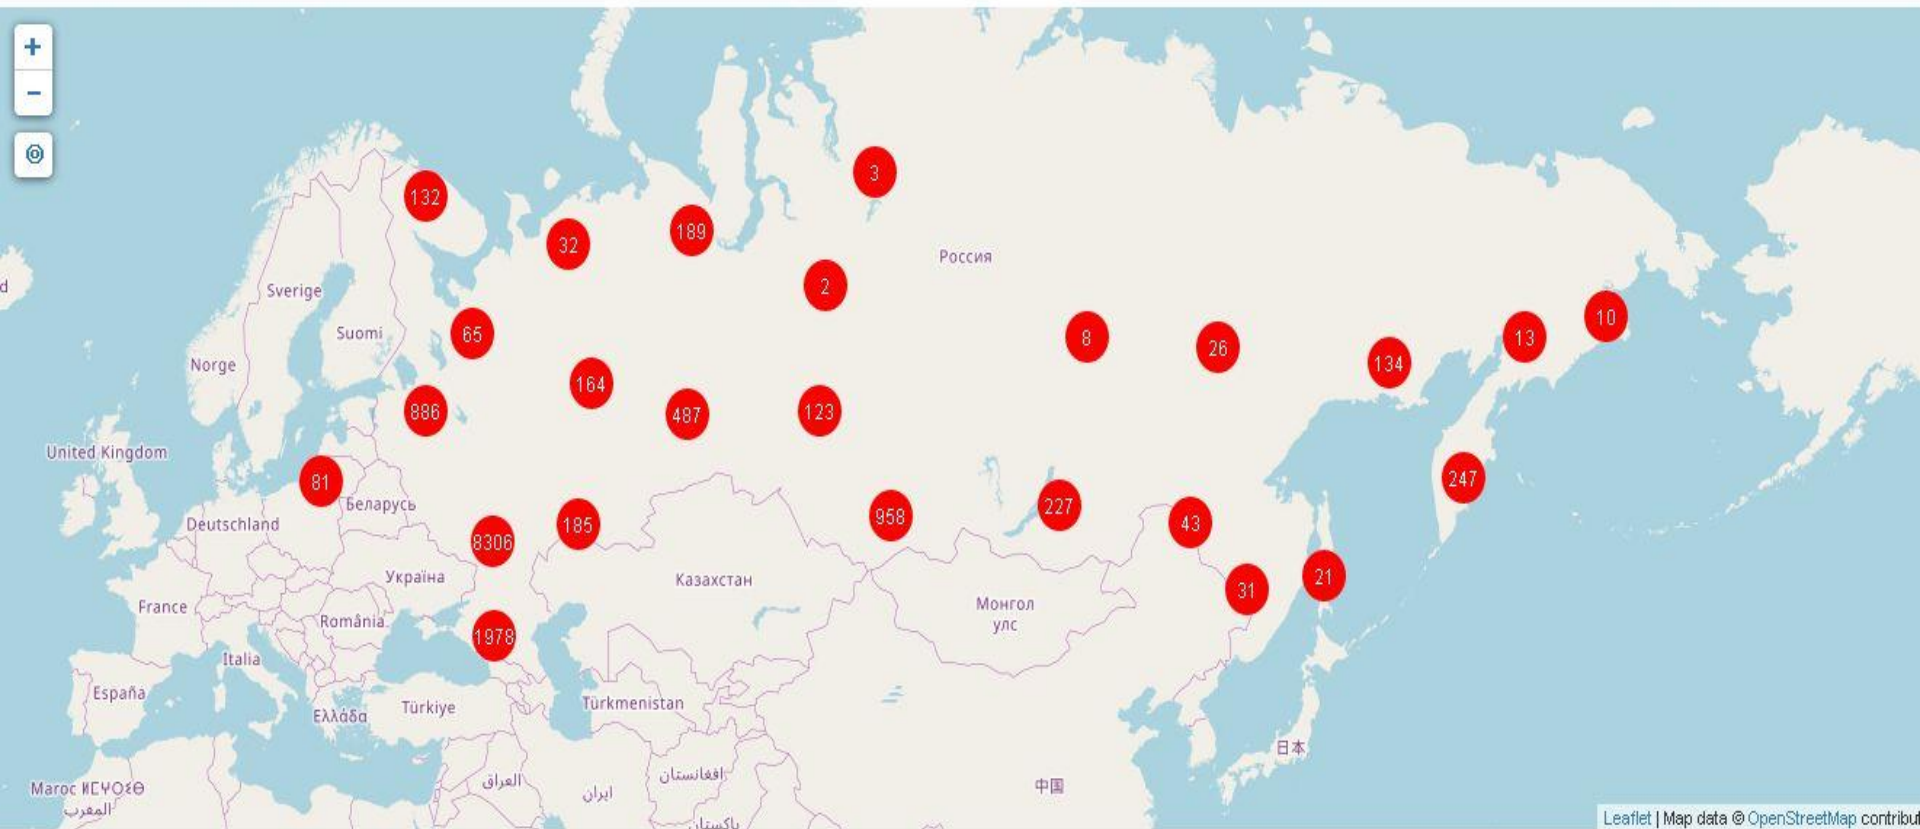 +
−
3
132
189
32
Россия
d
2
Sverige
10
65
Suomi
8
13
26
134
Norge
164
886
487
123
United Kingdom
81
247
Беларусь
227
958
Deutschland
185
43
8306
Україна
Казахстан
21
31
France
Монгол
улс
România
1978
Italia
España
Türkmenistan
Ελλάδα
Türkiye
日本
افغانستان
العراق
ایران
中国
Maroc ⵍⵎⵖⵔⵉⴱ
المغرب
پاکستان
Leaflet | Map data © OpenStreetMap contribut